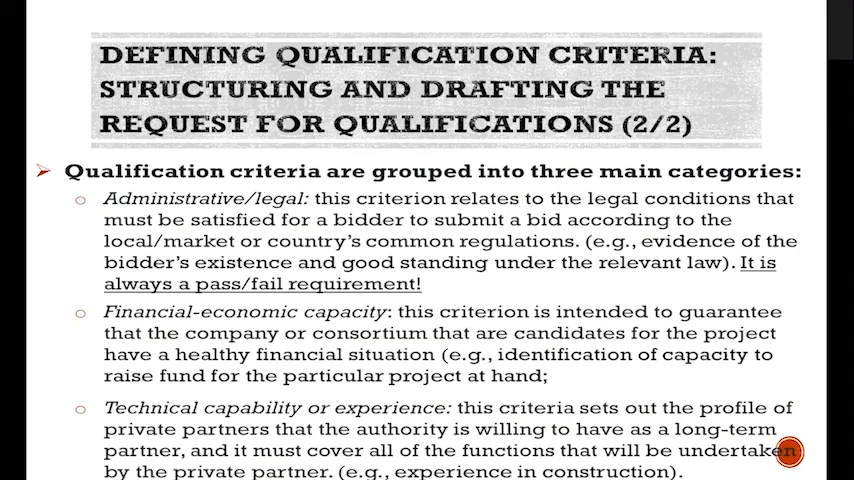 DEFINING QUALIFICATION CRITERIA:
STRUCTURING AND DRAFTING THE
REQUEST FOR QUALIFICATIONS (2/2)
Qualification criteria are grouped into three main categories:
Administrative/legal: this criterion relates to the legal conditions that
must be satisfied for a bidder to submit a bid according to the
local/market or country's common regulations. (e.g., evidence of the
bidder's existence and good standing under the relevant law). It is
always a pass/fail requirement!
Financial-economic capacity: this criterion is intended to guarantee
that the company or consortium that are candidates for the project
have a healthy financial situation (e.g., identification of capacity to
raise fund for the particular project at hand;
Technical capability or experience: this criteria sets out the profile of
private partners that the authority is willing to have as a long-term
partner, and it must cover all of the functions that will be undertaken
by the private partner. (e.g., experience in construction).